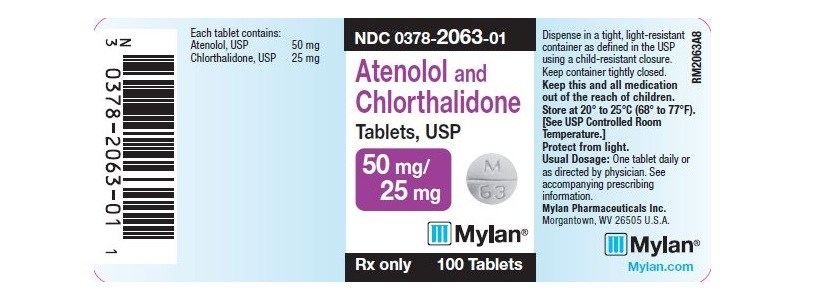 N
3 0378-2063-01 1
Each tablet contains:
Atenolol, USP 50 mg
Chlorthalidone, USP 25 mg
NDC 0378-2063-01
Atenolol and
Chlorthalidone
Tablets, USP
50 mg/
25 mg
M
63
Mylan®
Rx only 100 Tablets
Dispense in a tight, light-resistant
container as defined in the USP
using a child-resistant closure.
Keep container tightly closed.
Keep this and all medication
out of the reach of children.
Store at 20° to 25°C (68° to 77°F).
[See USP Controlled Room
Temperature.]
Protect from light.
Usual Dosage: One tablet daily or
as directed by physician. See
accompanying prescribing
information.
Mylan Pharmaceuticals Inc.
Morgantown, WV 26505 U.S.A.
Mylan®
Mylan.com
RM2063A8